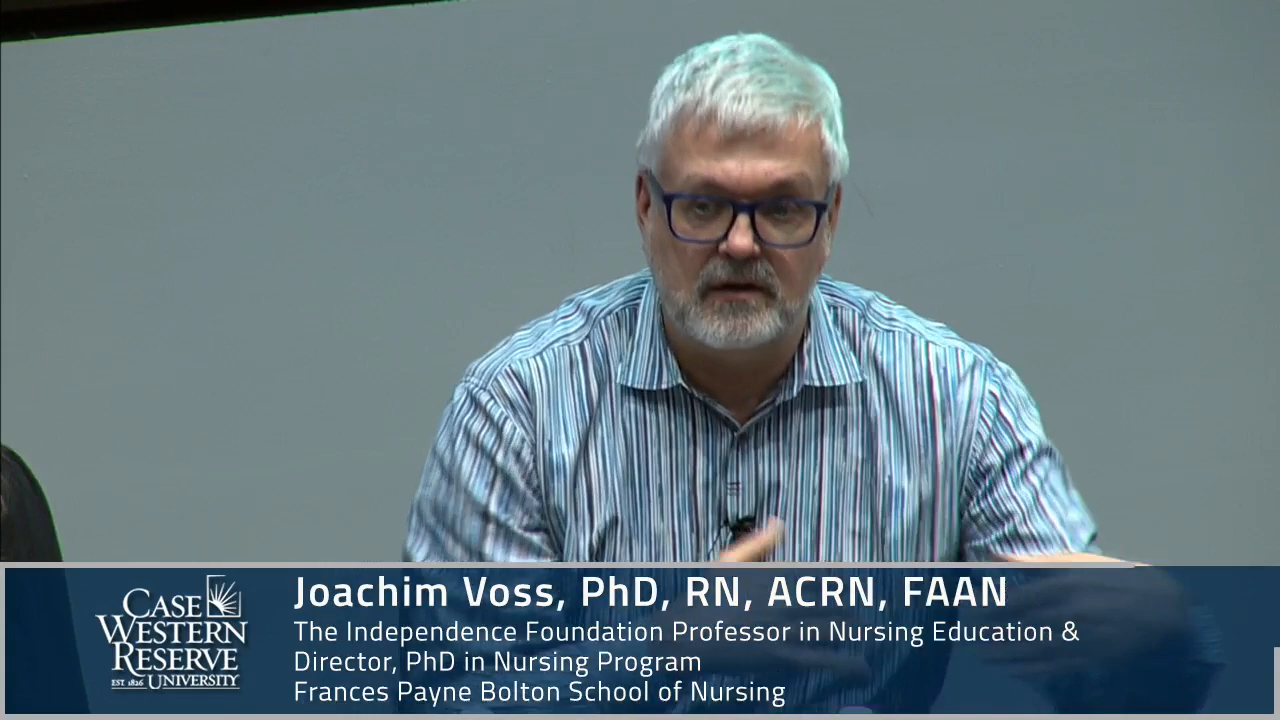 Joachim Voss, PhD, RN, ACRN, FAAN
The Independence Foundation Professor in Nursing Education &
Director, PhD in Nursing Program
Frances Payne Bolton School of Nursing
CASE
WESTERN
RESERVE
EST. 1826 UNIVERSITY